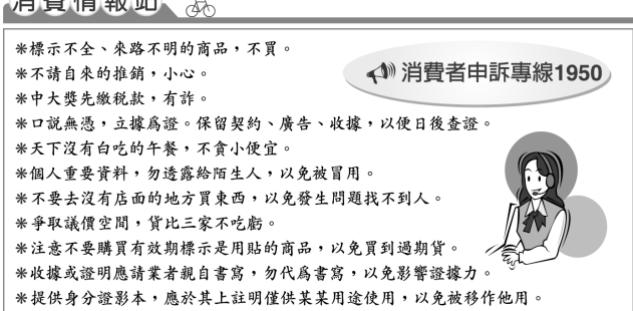 消費情報站
※標示不全、來路不明的商品，不買。
※不請自來的推銷，小心。
消費者申訴專線1950
※中大獎先繳稅款，有詐。
※口說無憑，立據爲證。保留契約、廣告、收據，以便日後查證。
※天下沒有白吃的午餐，不貪小便宜。
※個人重要資料，勿透露給陌生人，以免被冒用。
※不要去沒有店面的地方買東西，以免發生問題找不到人。
※爭取議價空間，貨比三家不吃虧。
※注意不要購買有效期標示是用貼的商品，以免買到過期貨。
※收據或證明應請業者親自書寫，勿代爲書寫，以免影響證據力。
※提供身分證影本，應於其上註明僅供某某用途使用，以免被移作他用。